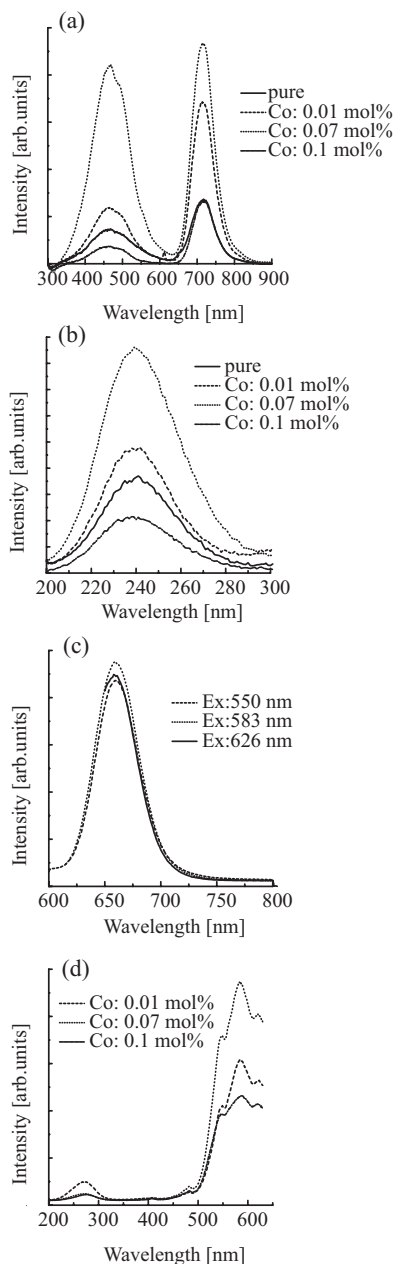 (a)
Intensity [arb.units]
pure
Co: 0.01 mol%
Co: 0.07 mol%
Co: 0.1 mol%
300 400 500 600 700 800 900
Wavelength [nm]
(b)
Intensity [arb.units]
pure
Co: 0.01 mol%
Co: 0.07 mol%
Co: 0.1 mol%
200 220 240 260 280 300
Wavelength [nm]
(c)
Intensity [arb.units]
Ex:550 nm
Ex:583 nm
Ex:626 nm
600 650 700 750 800
Wavelength [nm]
(d)
Intensity [arb.units]
Co: 0.01 mol%
Co: 0.07 mol%
Co: 0.1 mol%
200 300 400 500 600
Wavelength [nm]